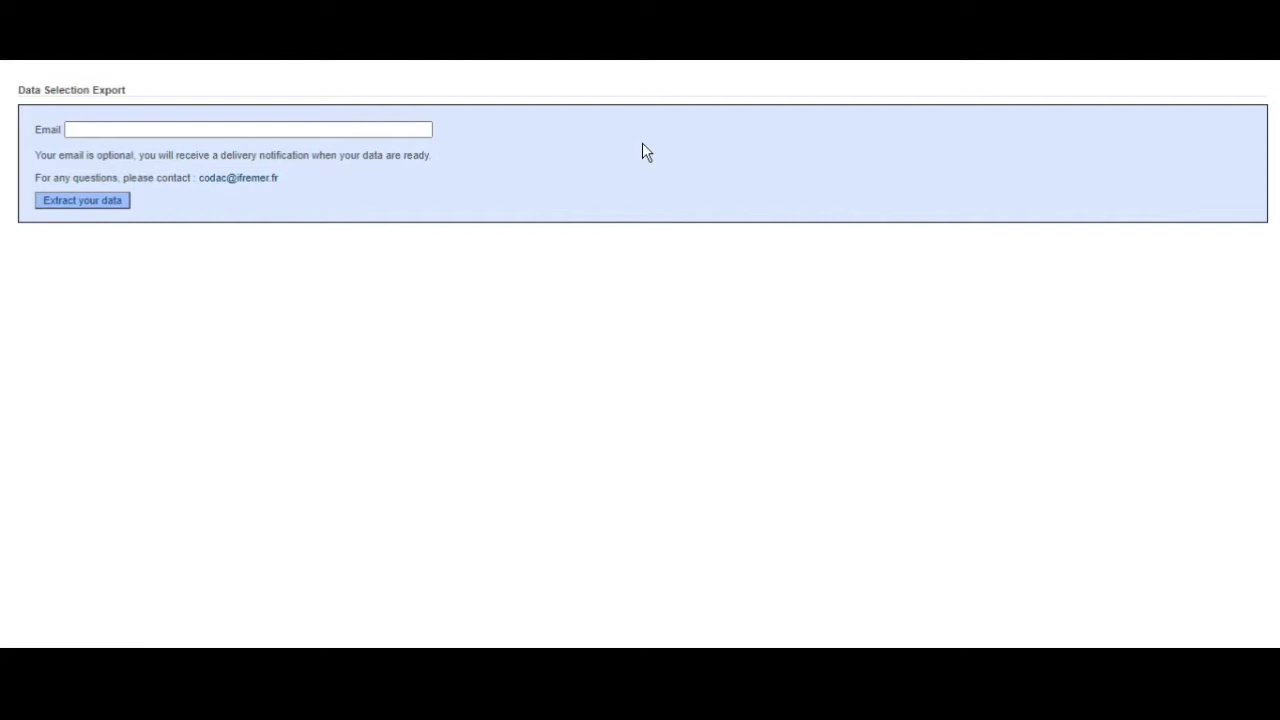 Data Selection Export
Email
Your email is optional, you will receive a delivery notification when your data are ready.
For any questions, please contact : codac@ifremer.fr
Extract your data